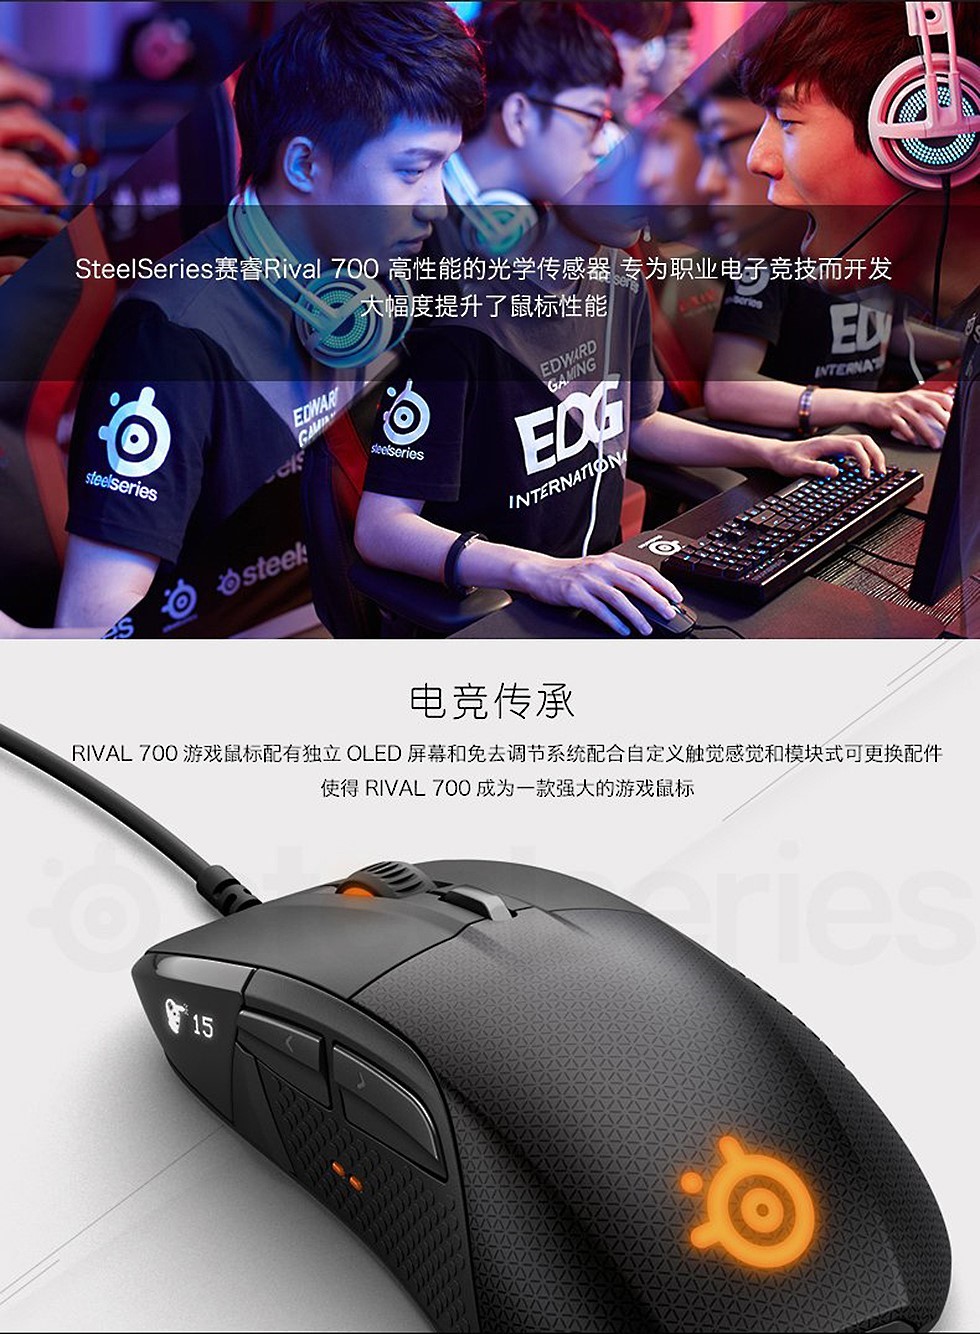 SteelSeries赛睿Rival 700 高性能的光学传感器 专为职业电子竞技而开发
大幅度提升了鼠标性能
EDWARD
GAMING
EDG
INTERNATIONA
EDWARD
GAMING
steelseries
steelseries
steels
steelseries
电竞传承
RIVAL 700 游戏鼠标配有独立 OLED 屏幕和免去调节系统配合自定义触觉感觉和模块式可更换配件
使得 RIVAL 700 成为一款强大的游戏鼠标
steelseries
15